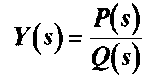 Y(s) = P(s) / Q(s)